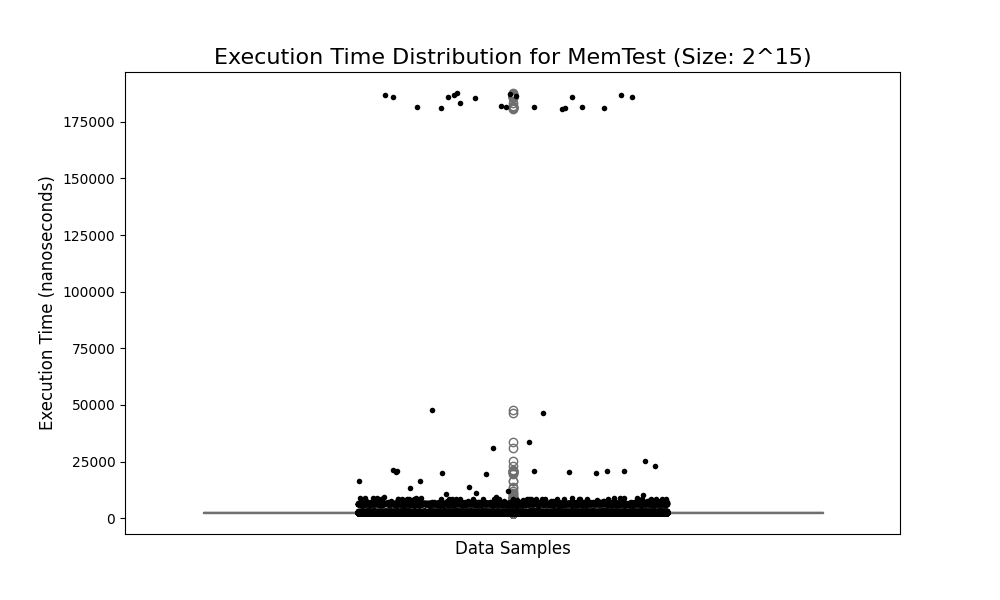 Execution Time Distribution for MemTest (Size: 2^15)
Execution Time (nanoseconds)
175000
150000
125000
100000
75000
50000
25000
0
Data Samples